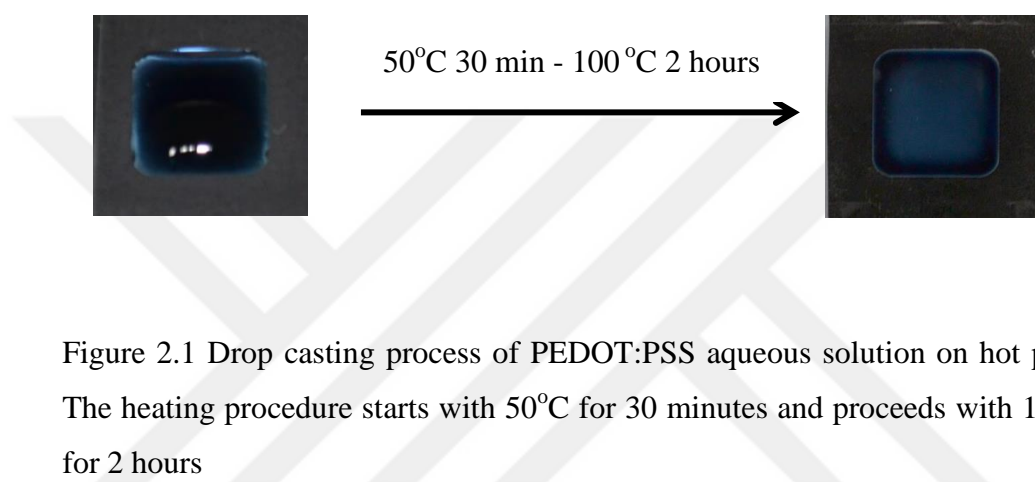 50°C 30 min - 100 °C 2 hours
Figure 2.1 Drop casting process of PEDOT:PSS aqueous solution on hot
The heating procedure starts with 50°C for 30 minutes and proceeds with
for 2 hours